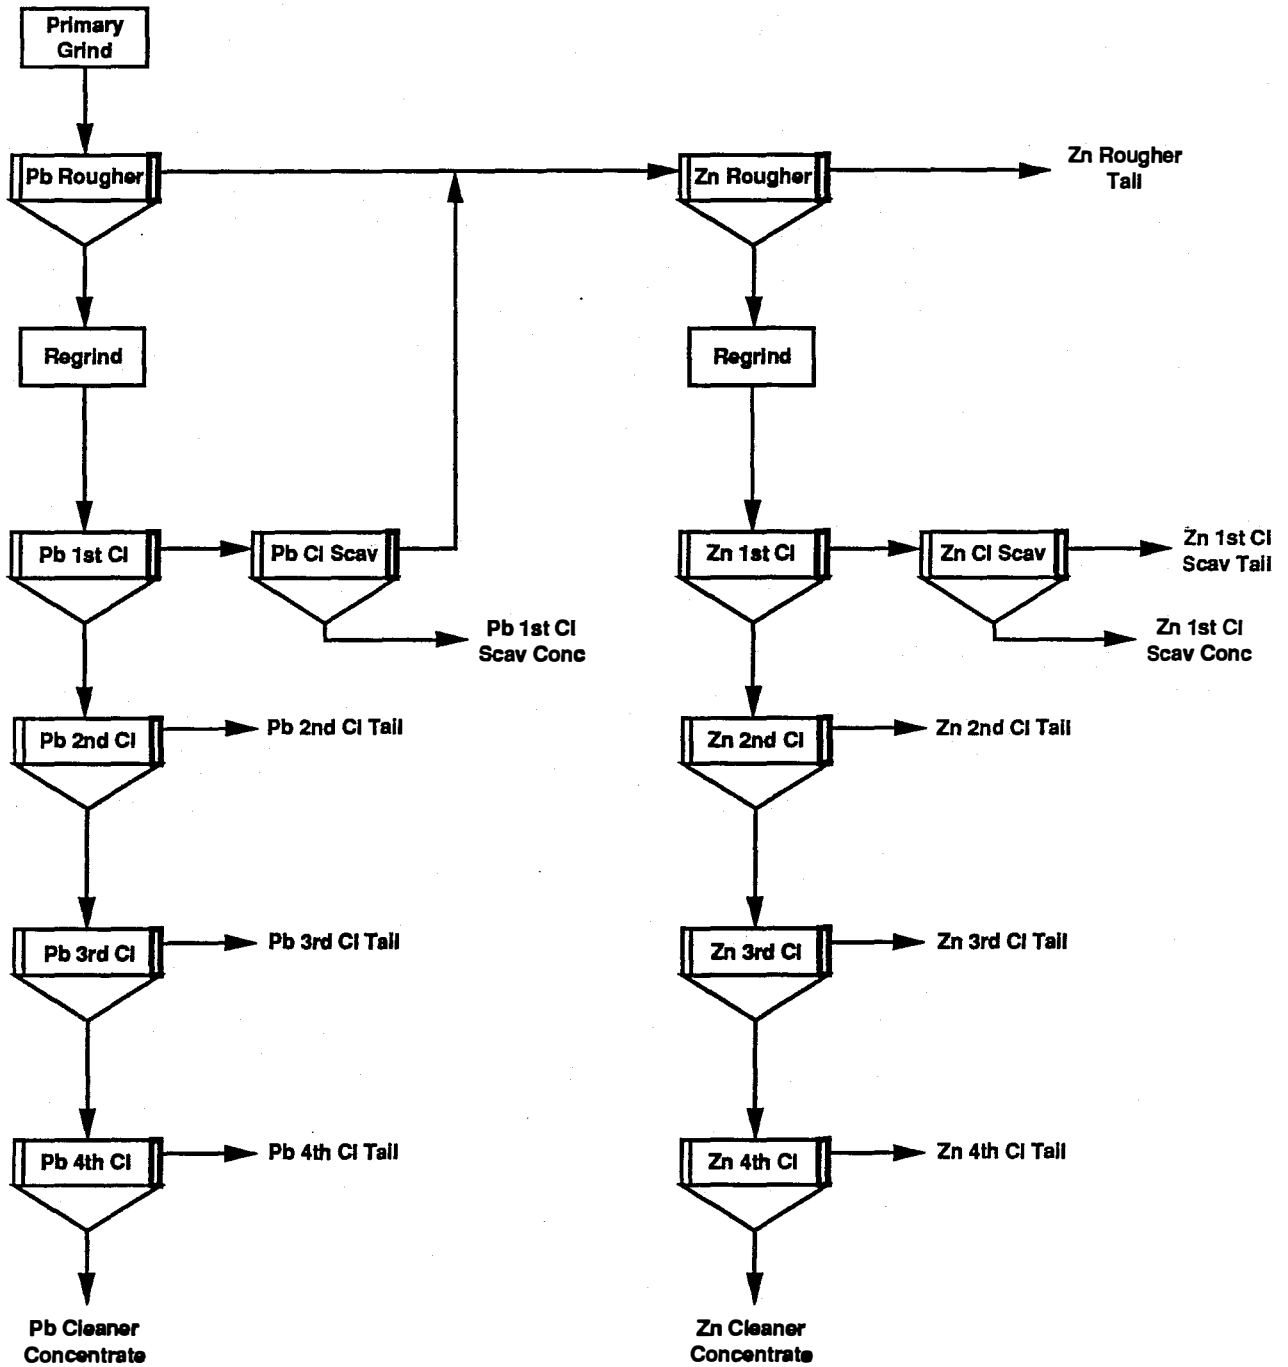 Primary
Grind
Pb Rougher
Zn Rougher
Zn Rougher
Tail
Regrind
Regrind
Pb 1st Cl
Pb Cl Scav
Zn 1st Cl
Zn Cl Scav
Zn 1st Cl
Scav Tail
Pb 1st Cl
Scav Conc
Zn 1st Cl
Scav Conc
Pb 2nd Cl
Pb 2nd Cl Tail
Zn 2nd Cl
Zn 2nd Cl Tail
Pb 3rd Cl
Pb 3rd Cl Tail
Zn 3rd Cl
Zn 3rd Cl Tail
Pb 4th Cl
Pb 4th Cl Tail
Zn 4th Cl
Zn 4th Cl Tail
Pb Cleaner
Concentrate
Zn Cleaner
Concentrate